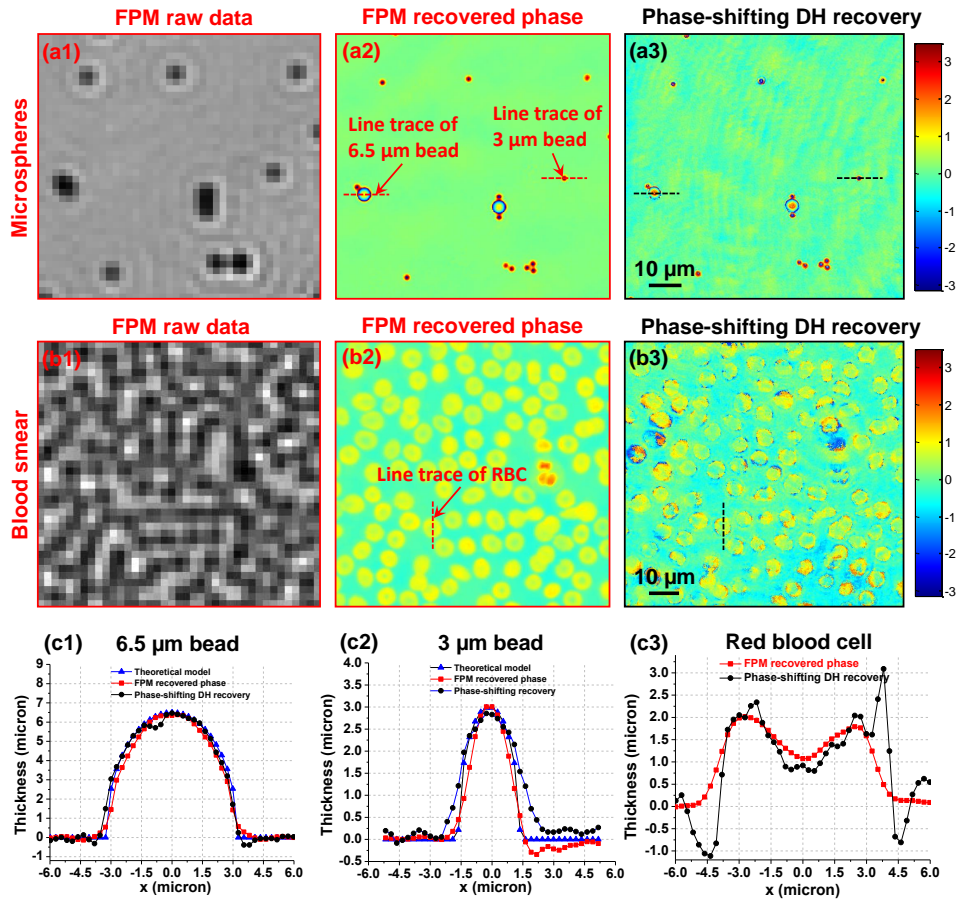 FPM raw data
FPM recovered phase
Phase-shifting DH recovery
Microspheres
(a1)
(a2)
Line trace of
6.5 µm bead
Line trace of
3 µm bead
(a3)
10 µm
3
2
1
0
-1
-2
-3
FPM raw data
FPM recovered phase
Phase-shifting DH recovery
Blood smear
(b1)
(b2)
Line trace of RBC
(b3)
10 µm
3
2
1
0
-1
-2
-3
(c1) 6.5 µm bead
Thickness (micron)
9
8
7
6
5
4
3
2
1
0
-1
Theoretical model
FPM recovered phase
Phase-shifting DH recovery
-6.0 -4.5 -3.0 -1.5 0.0 1.5 3.0 4.5 6.0
x (micron)
(c2) 3 µm bead
Thickness (micron)
4.0
3.5
3.0
2.5
2.0
1.5
1.0
0.5
0.0
-0.5
Theoretical model
FPM recovered phase
Phase-shifting recovery
-6.0 -4.5 -3.0 -1.5 0.0 1.5 3.0 4.5 6.0
x (micron)
(c3) Red blood cell
Thickness (micron)
3.0
2.5
2.0
1.5
1.0
0.5
0.0
-0.5
-1.0
FPM recovered phase
Phase-shifting DH recovery
-6.0 -4.5 -3.0 -1.5 0.0 1.5 3.0 4.5 6.0
x (micron)